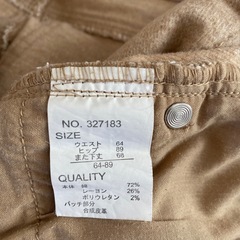 NO. 327183
SIZE
ウエスト 64
ヒップ 89
また下丈 66
64-89
QUALITY
本体 綿 72%
レーヨン 26%
ポリウレタン 2%
パッチ部分
合成皮革